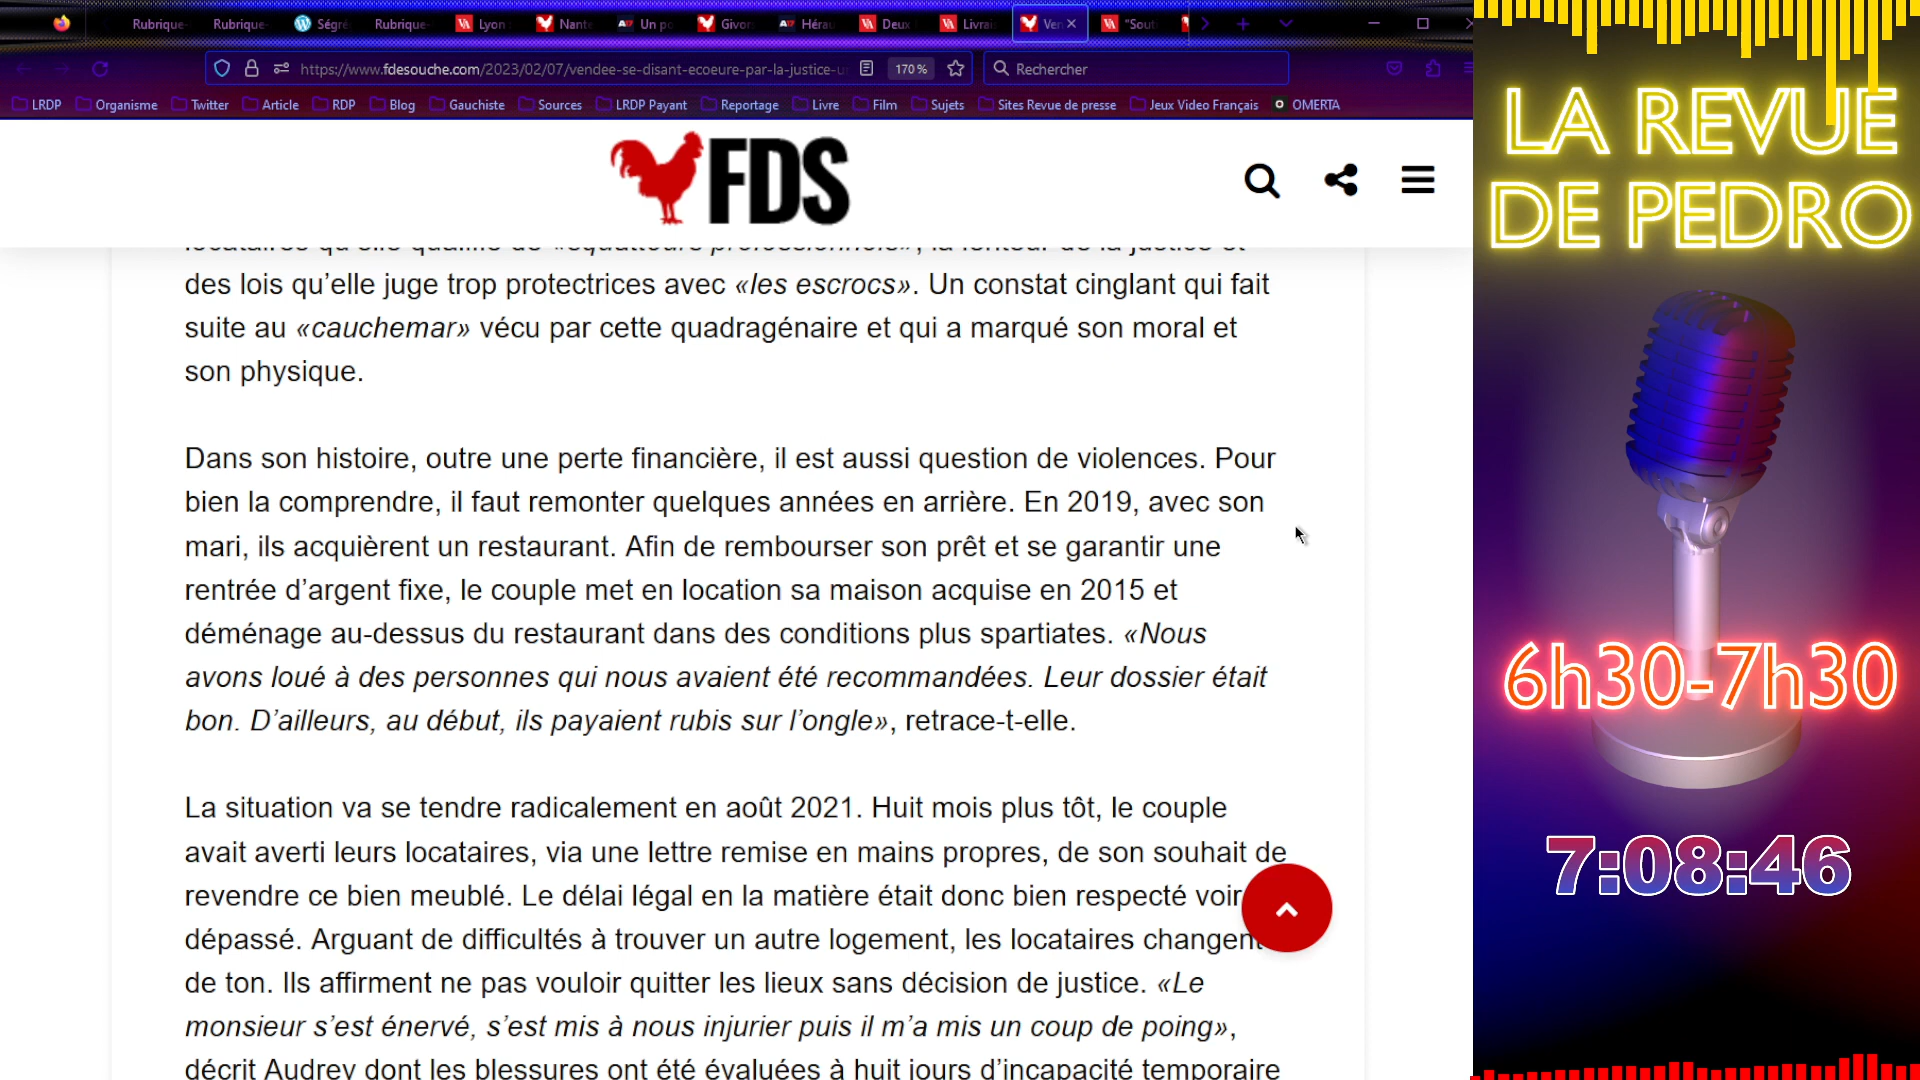 Rubrique
Rubrique-
Ségré
Rubrique-
Lyon
Nante
Un po
Givor
Hérau
Deux
Livrai
Ven
"Sout
https://www.fdesouche.com/2023/02/07/vendee-se-disant-ecoeure-par-la-justice-u
170 %
Rechercher
LRDP
Organisme
Twitter
Article
RDP
Blog
Gauchiste
Sources
LRDP Payant
Reportage
Livre
Film
Sujets
Sites Revue de presse
Jeux Video Français
OMERTA
FDS
des lois qu'elle juge trop protectrices avec «les escrocs». Un constat cinglant qui fait
suite au «cauchemar» vécu par cette quadragénaire et qui a marqué son moral et
son physique.
Dans son histoire, outre une perte financière, il est aussi question de violences. Pour
bien la comprendre, il faut remonter quelques années en arrière. En 2019, avec son
mari, ils acquièrent un restaurant. Afin de rembourser son prêt et se garantir une
rentrée d'argent fixe, le couple met en location sa maison acquise en 2015 et
déménage au-dessus du restaurant dans des conditions plus spartiates. «Nous
avons loué à des personnes qui nous avaient été recommandées. Leur dossier était
bon. D'ailleurs, au début, ils payaient rubis sur l'ongle», retrace-t-elle.
La situation va se tendre radicalement en août 2021. Huit mois plus tôt, le couple
avait averti leurs locataires, via une lettre remise en mains propres, de son souhait de
revendre ce bien meublé. Le délai légal en la matière était donc bien respecté voir
dépassé. Arguant de difficultés à trouver un autre logement, les locataires changent
de ton. Ils affirment ne pas vouloir quitter les lieux sans décision de justice. «Le
monsieur s'est énervé, s'est mis à nous injurier puis il m'a mis un coup de poing»,
décrit Audrey dont les blessures ont été évaluées à huit jours d'incapacité temporaire
LA REVUE
DE PEDRO
6h30-7h30
7:08:46